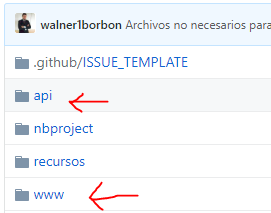 walner1borbon Archivos no necesarios para
.github/ISSUE_TEMPLATE
api
nbproject
recursos
www